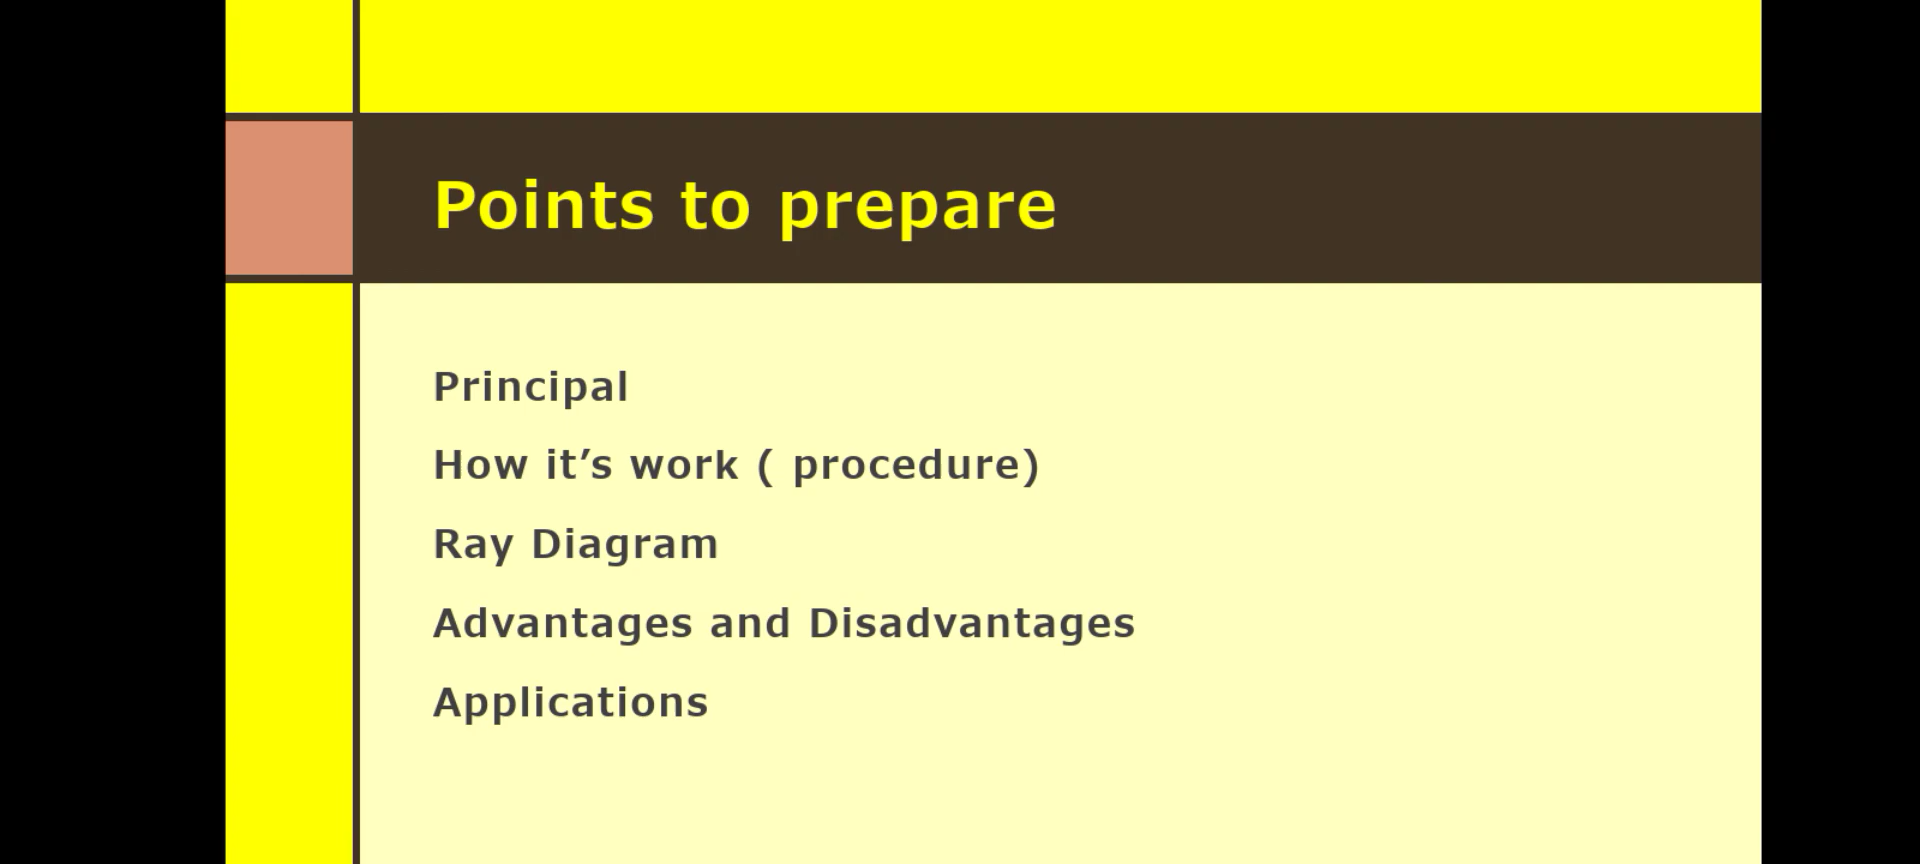 Points to prepare
Principal
How it’s work ( procedure)
Ray Diagram
Advantages and Disadvantages
Applications